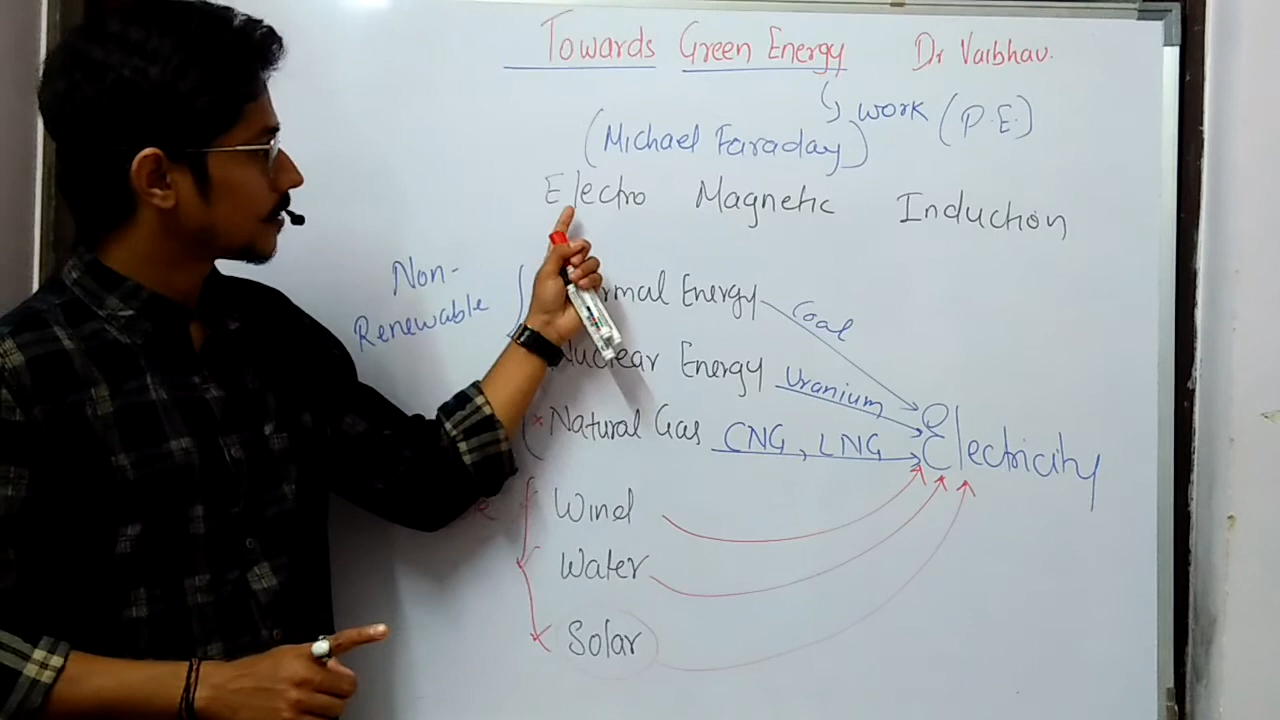 Towards Green Energy Dr Vaibhav.
work (P.E.)
(Michael Faraday)
Electro Magnetic Induction
Non-
Renewable
rmal Energy Coal
Nuclear Energy Uranium
Natural Gas CNG, LNG
Electricity
Wind
Water
Solar